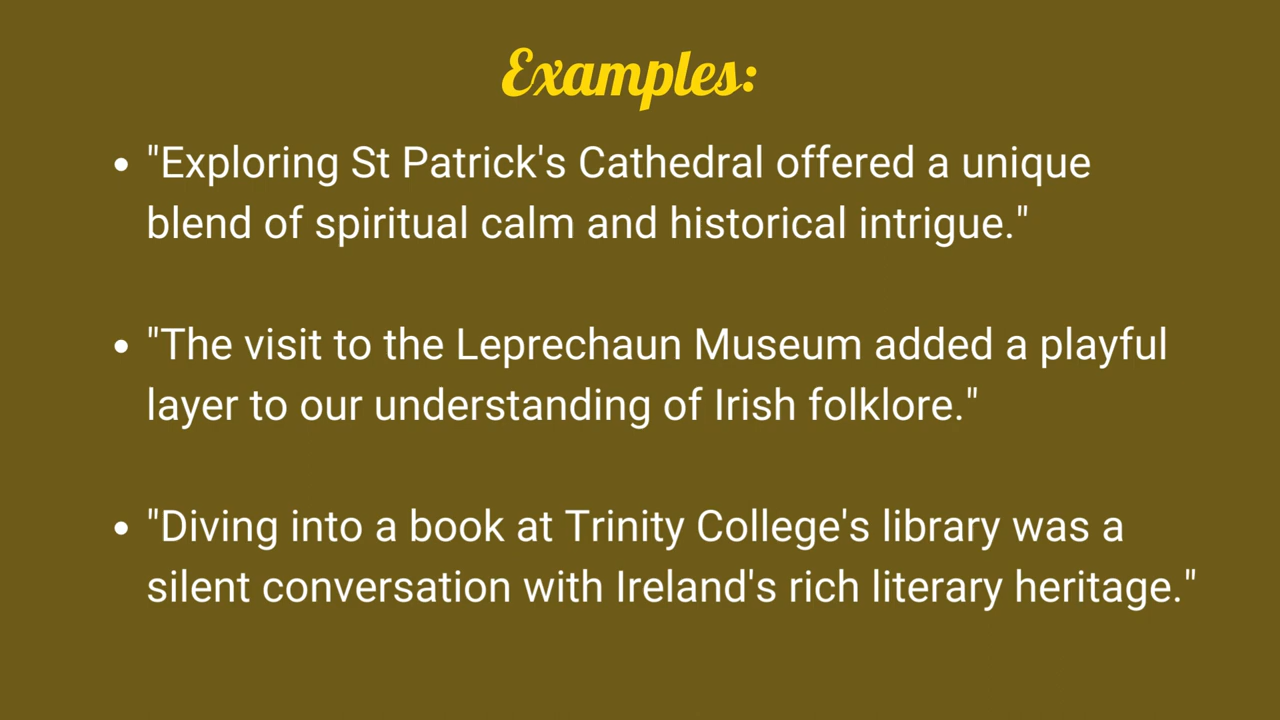 Examples:
• "Exploring St Patrick's Cathedral offered a unique
blend of spiritual calm and historical intrigue."
• "The visit to the Leprechaun Museum added a playful
layer to our understanding of Irish folklore."
• "Diving into a book at Trinity College's library was a
silent conversation with Ireland's rich literary heritage."